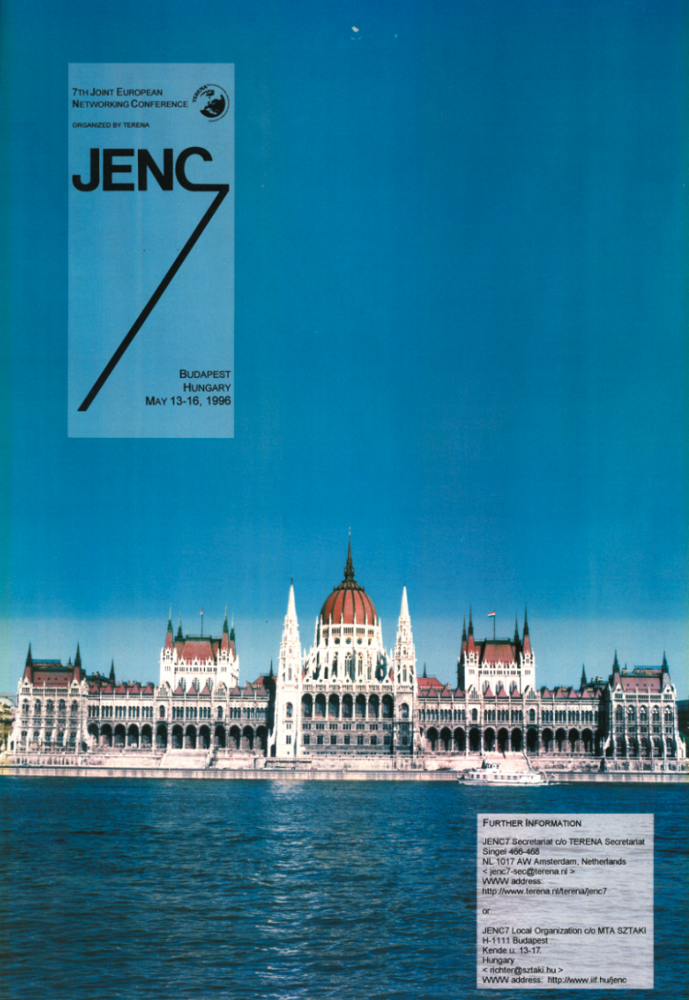 7TH JOINT EUROPEAN
NETWORKING CONFERENCE
TERENA
ORGANIZED BY TERENA
JENC
7
BUDAPEST
HUNGARY
MAY 13-16, 1996
FURTHER INFORMATION
JENC7 Secretariat c/o TERENA Secretariat
Singel 466-468
NL 1017 AW Amsterdam, Netherlands
< jenc7-sec@terena.nl >
WWW address:
http://www.terena.nl/terena/jenc7
or
JENC7 Local Organization c/o MTA SZTAKI
H-1111 Budapest
Kende u. 13-17.
Hungary
< richter@sztaki.hu >
WWW address: http://www.iif.hu/jenc